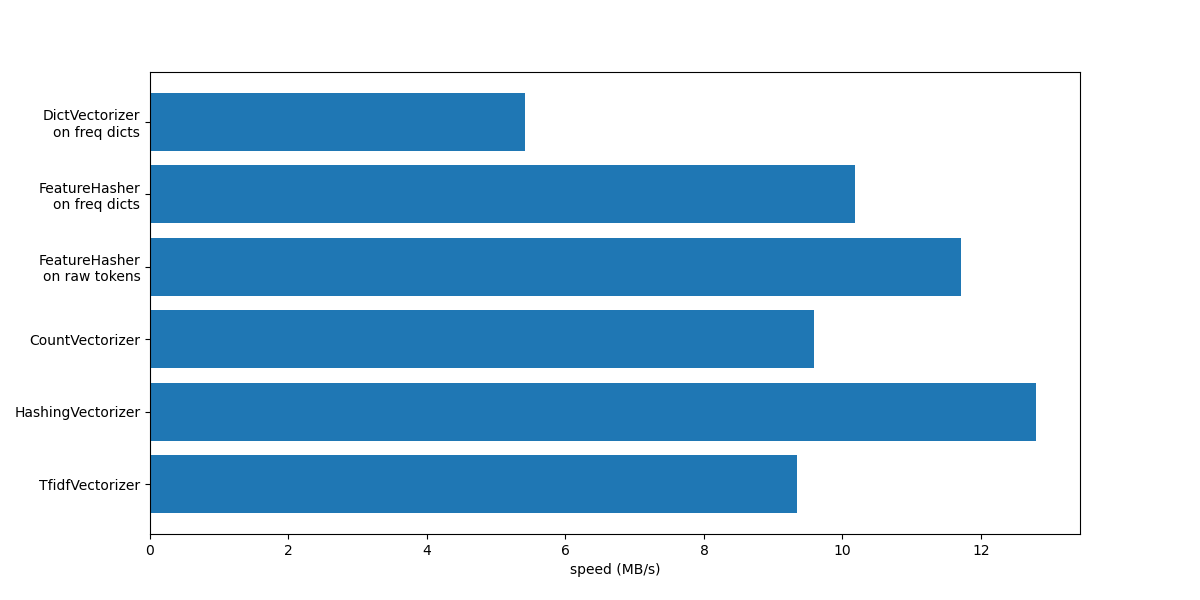 DictVectorizer
on freq dicts
FeatureHasher
on freq dicts
FeatureHasher
on raw tokens
CountVectorizer
HashingVectorizer
TfidfVectorizer
0 2 4 6 8 10 12
speed (MB/s)